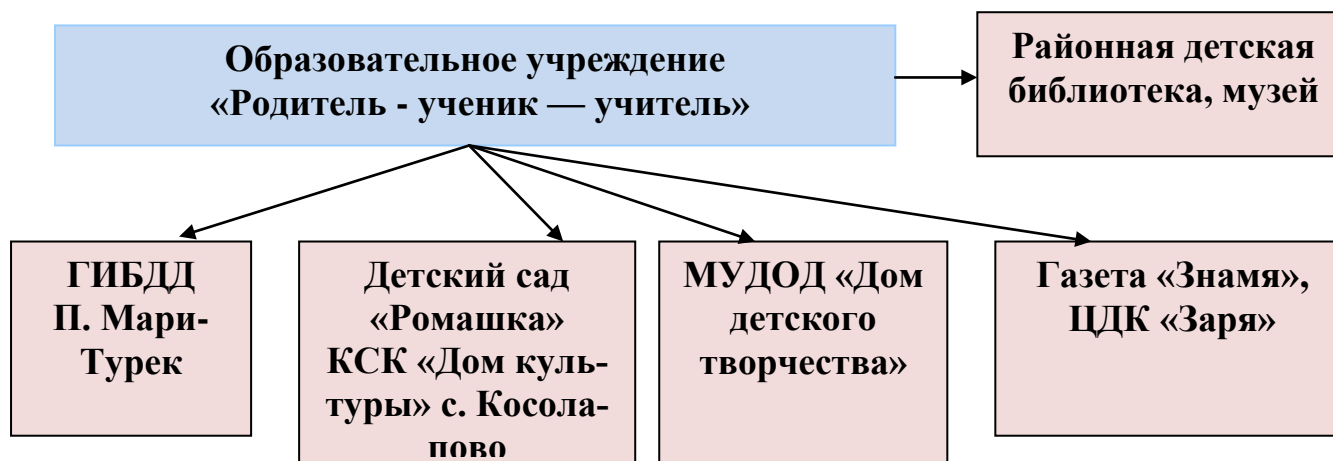 Образовательное учреждение
«Родитель - ученик — учитель»
Районная детская
библиотека, музей
ГИБДД
П. Мари-
Турек
Детский сад
«Ромашка»
КСК «Дом куль-
туры» с. Косола-
пово
МУДОД «Дом
детского
творчества»
Газета «Знамя»,
ЦДК «Заря»